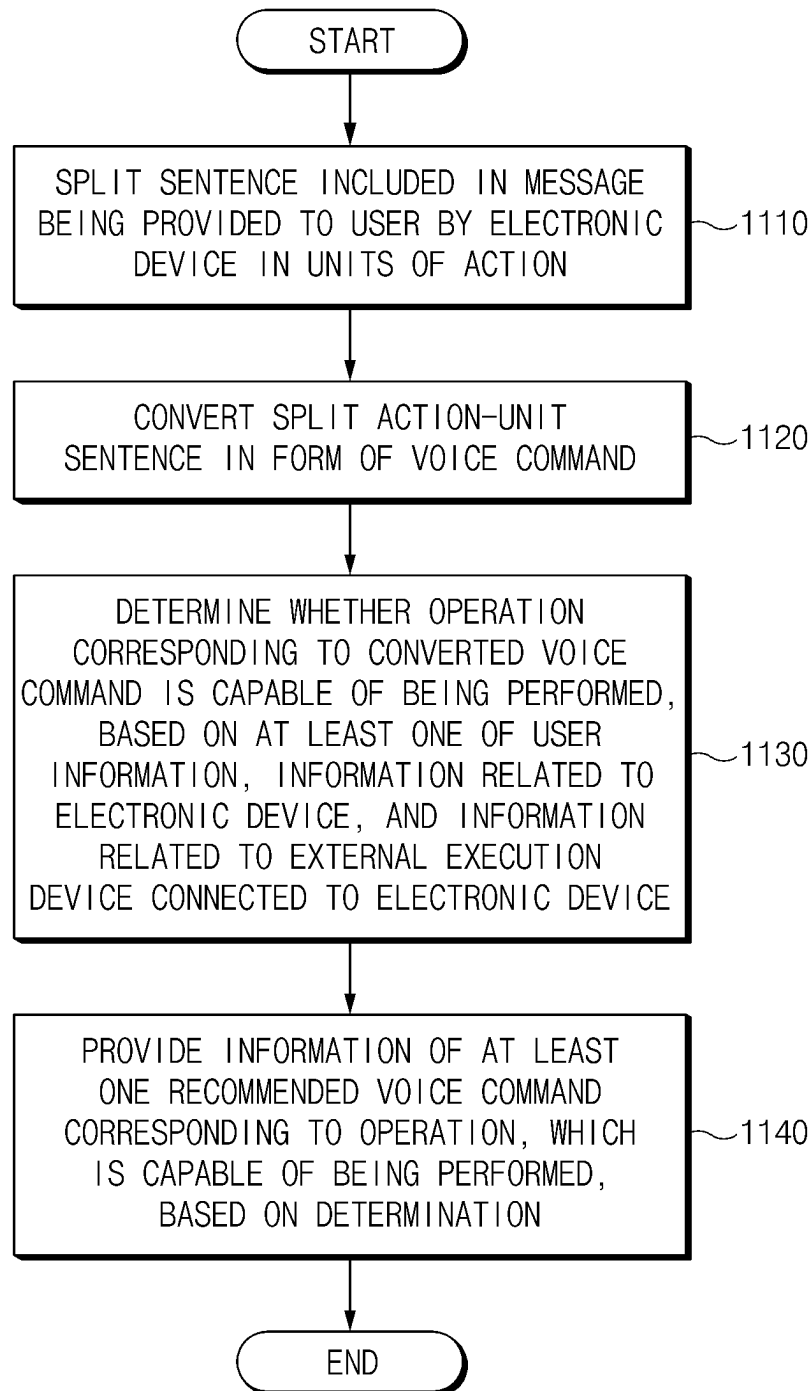 START
SPLIT SENTENCE INCLUDED IN MESSAGE
BEING PROVIDED TO USER BY ELECTRONIC
DEVICE IN UNITS OF ACTION
1110
CONVERT SPLIT ACTION-UNIT
SENTENCE IN FORM OF VOICE COMMAND
1120
DETERMINE WHETHER OPERATION
CORRESPONDING TO CONVERTED VOICE
COMMAND IS CAPABLE OF BEING PERFORMED,
BASED ON AT LEAST ONE OF USER
INFORMATION, INFORMATION RELATED TO
ELECTRONIC DEVICE, AND INFORMATION
RELATED TO EXTERNAL EXECUTION
DEVICE CONNECTED TO ELECTRONIC DEVICE
1130
PROVIDE INFORMATION OF AT LEAST
ONE RECOMMENDED VOICE COMMAND
CORRESPONDING TO OPERATION, WHICH
IS CAPABLE OF BEING PERFORMED,
BASED ON DETERMINATION
1140
END